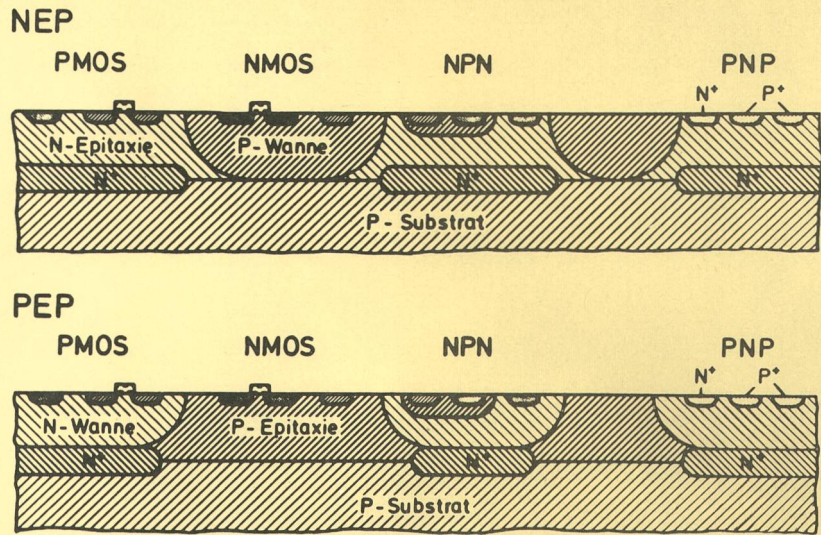 NEP
PMOS NMOS NPN PNP
N⁺ P⁺
N-Epitaxie P-Wanne
N⁺ N⁺ N⁺
P-Substrat
PEP
PMOS NMOS NPN PNP
N⁺ P⁺
N-Wanne P-Epitaxie
N⁺ N⁺ N⁺
P-Substrat